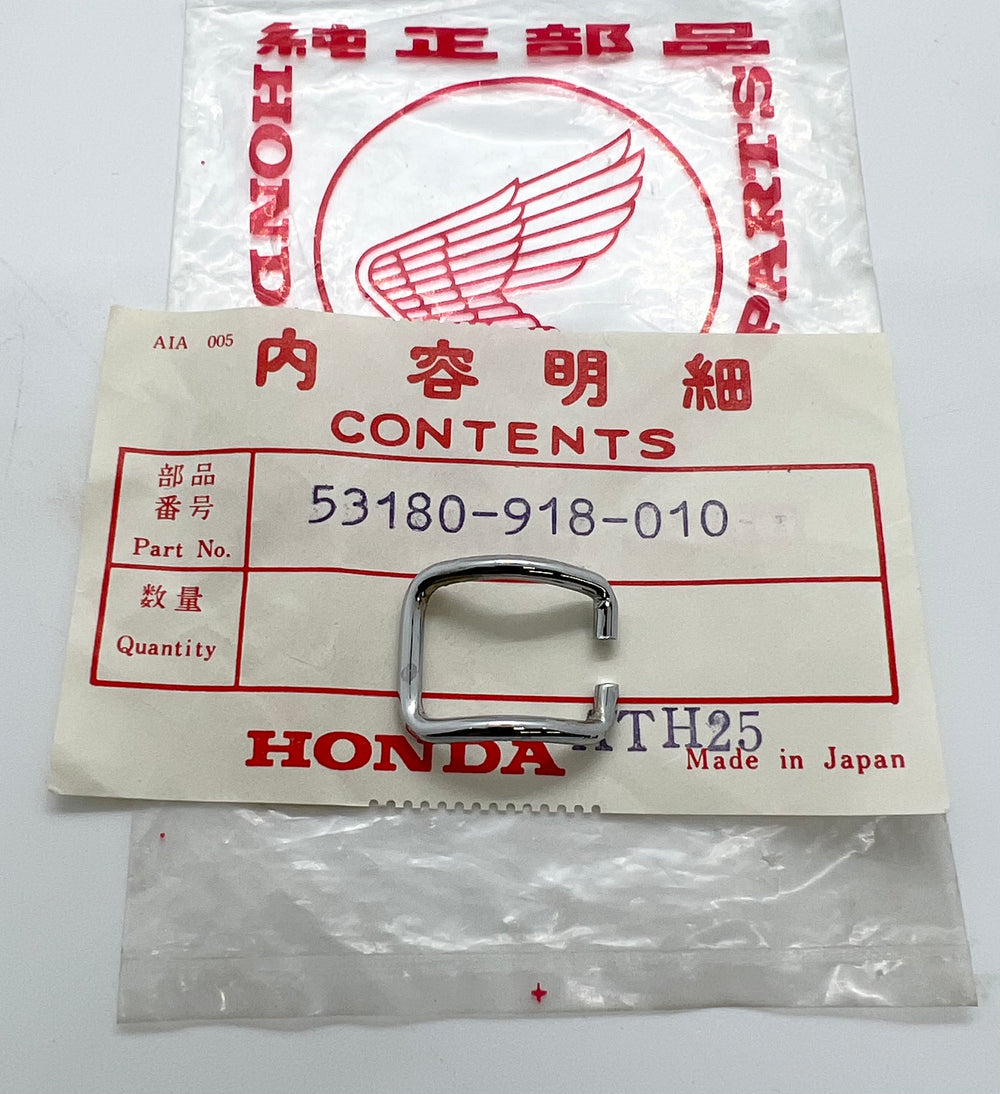 純正部品
HONDA
PARTS
AIA 005
内容明細
CONTENTS
部品
番号
Part No.
53180-918-010
数量
Quantity
HONDA
TH25
Made in Japan